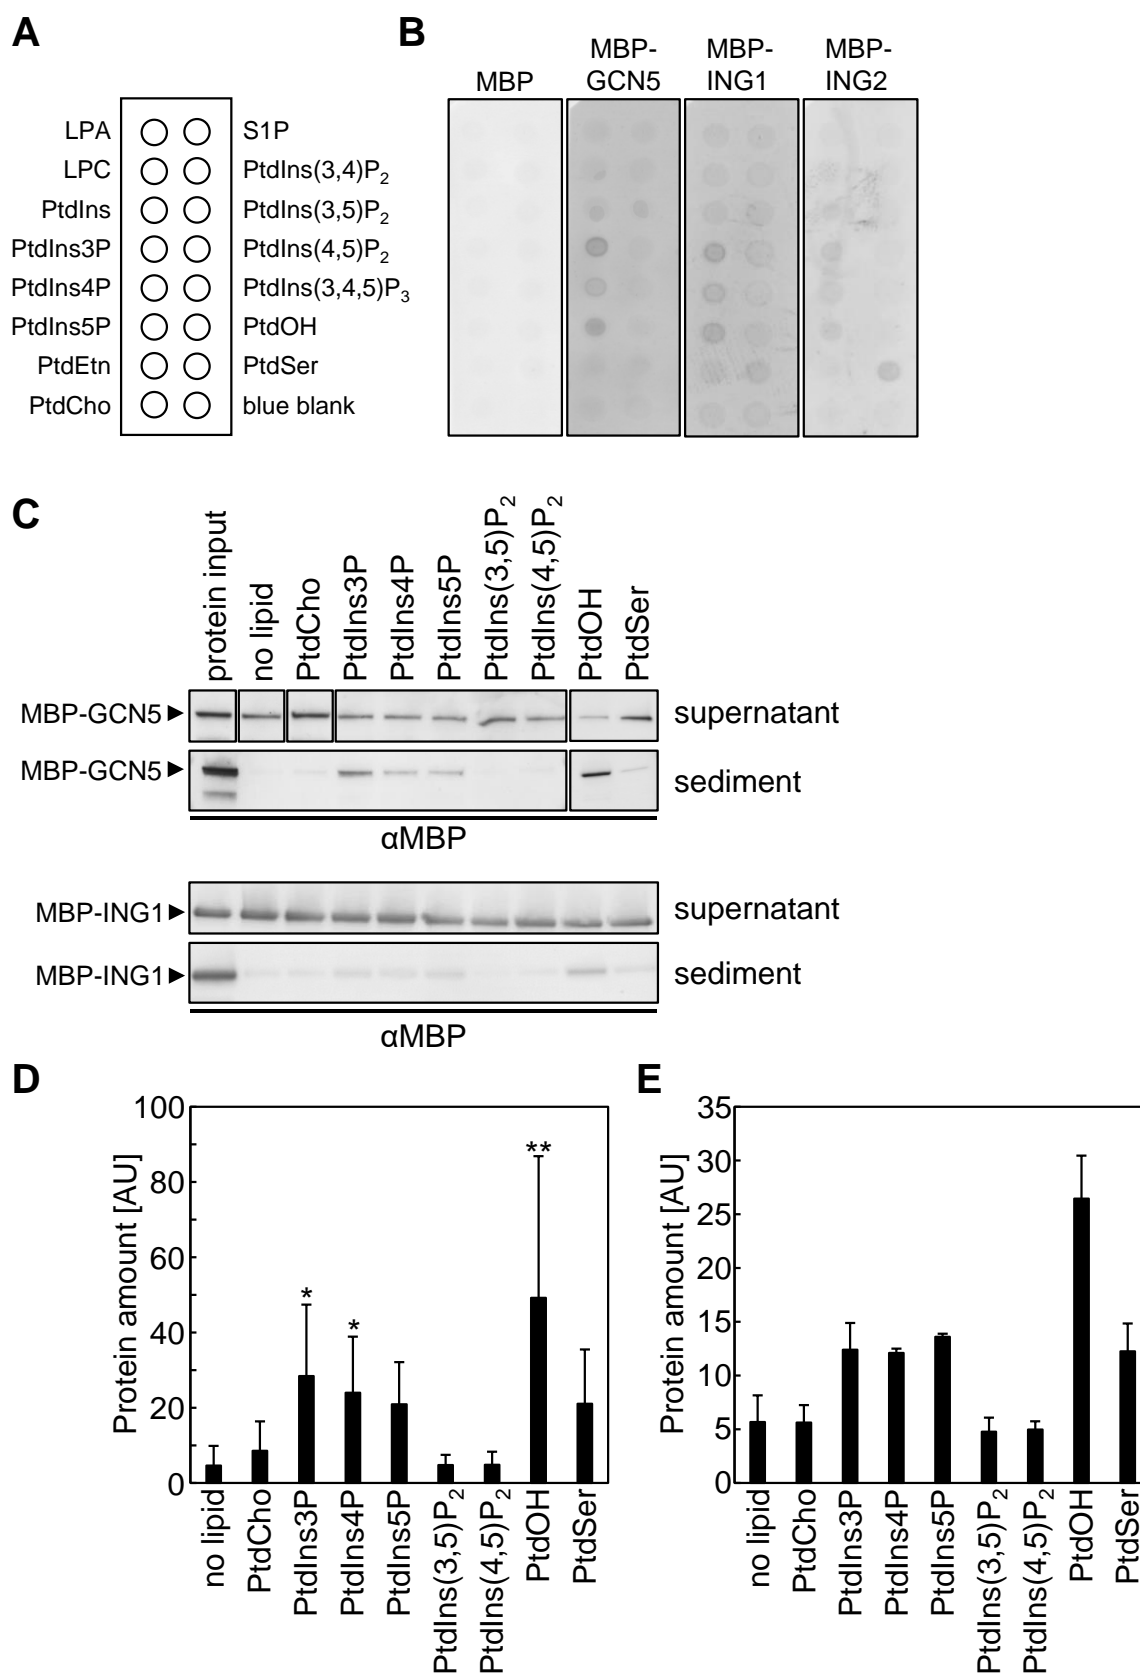 A
LPA
S1P
LPC
PtdIns(3,4)P2
PtdIns
PtdIns(3,5)P2
PtdIns3P
PtdIns(4,5)P2
PtdIns4P
PtdIns(3,4,5)P3
PtdIns5P
PtdOH
PtdEtn
PtdSer
PtdCho
blue blank
B
MBP
MBP-
GCN5
MBP-
ING1
MBP-
ING2
C
protein input
no lipid
PtdCho
PtdIns3P
PtdIns4P
PtdIns5P
PtdIns(3,5)P2
PtdIns(4,5)P2
PtdOH
PtdSer
MBP-GCN5
supernatant
MBP-GCN5
sediment
αMBP
MBP-ING1
supernatant
MBP-ING1
sediment
αMBP
D
Protein amount [AU]
100
80
60
40
20
0
*
*
**
no lipid
PtdCho
PtdIns3P
PtdIns4P
PtdIns5P
PtdIns(3,5)P2
PtdIns(4,5)P2
PtdOH
PtdSer
E
Protein amount [AU]
35
30
25
20
15
10
5
0
no lipid
PtdCho
PtdIns3P
PtdIns4P
PtdIns5P
PtdIns(3,5)P2
PtdIns(4,5)P2
PtdOH
PtdSer